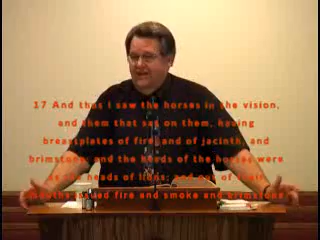 17 And thus I saw the horses in the vision,
and them that sat on them, having
breastplates of fire, and of jacinth, and
brimstone: and the heads of the horses were
as the heads of lions; and out of their
mouths issued fire and smoke and brimstone.